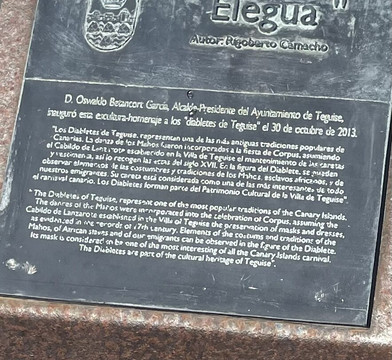 Elegua"
Autor: Rigoberto Camacho
D. Oswaldo Betancort García, Alcalde-Presidente del Ayuntamiento de Teguise,
inauguró esta escultura-homenaje a los "diabletes de Teguise" el 30 de octubre de 2013.
"Los Diabletes de Teguise, representan una de las más antiguas tradiciones populares de
Canarias. La danza de los Mahos fueron incorporados a la fiesta de Corpus, asumiendo
el Cabildo de Lanzarote establecido en la Villa de Teguise el mantenimiento de las caretas
y vestimenta, así lo recogen las actas del siglo XVII. En la figura del Diablete, se pueden
observar elementos de las costumbres y tradiciones de los Mahos, esclavos africanos, y de
nuestros emigrantes. Su careta está considerada como una de las más interesantes de todo
el carnaval canario. Los Diabletes forman parte del Patrimonio Cultural de la Villa de Teguise".
"The Diabletes of Teguise, represent one of the most popular traditions of the Canary Islands.
The dances of the Mahos were incorporated into the celebration of Corpus, assuming the
Cabildo de Lanzarote established in the Villa of Teguise the preservation of masks and dresses,
as evidenced in the records of 17th century. Elements of the costums and traditions of the
Mahos, of African slaves and of our emigrants can be observed in the figure of the Diablete.
Its mask is considered to be one of the most interesting of all the Canary Islands carnival.
The Diabletes are part of the cultural heritage of Teguise".